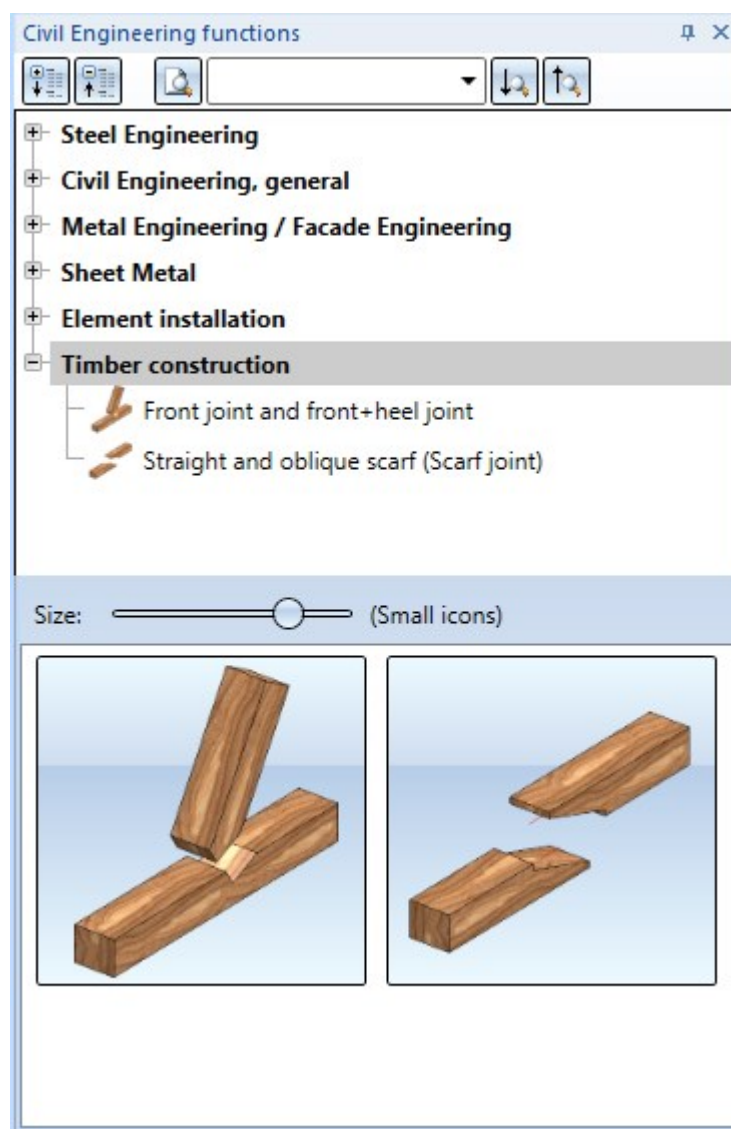 Civil Engineering functions
Steel Engineering
Civil Engineering, general
Metal Engineering / Facade Engineering
Sheet Metal
Element installation
Timber construction
Front joint and front+heel joint
Straight and oblique scarf (Scarf joint)
Size: (Small icons)